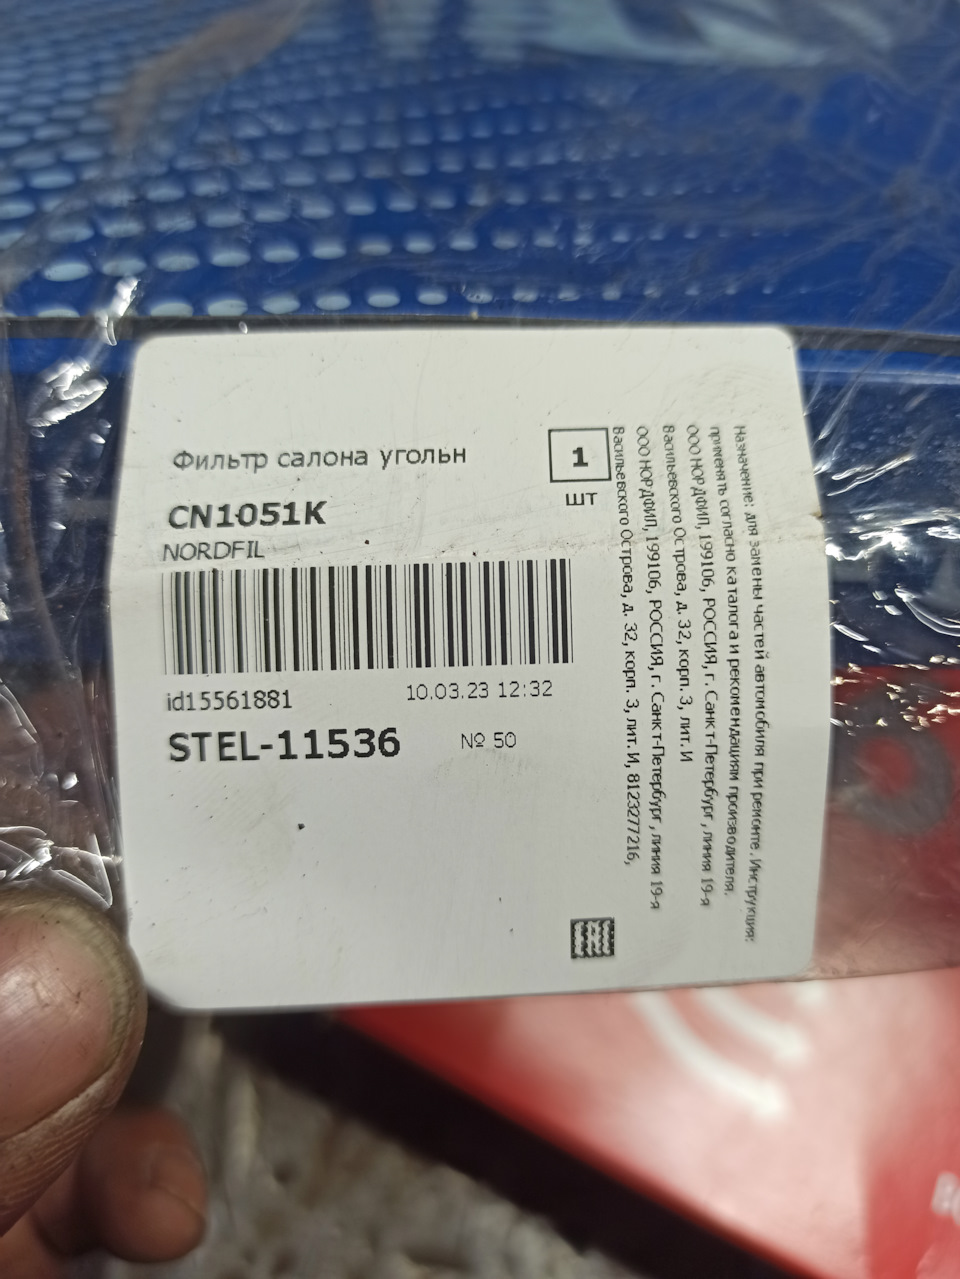 Фильтр салона угольн
1
шт
CN1051K
NORDFIL
id15561881
10.03.23 12:32
STEL-11536
№ 50
Назначение: для замены частей автомобиля при ремонте. Инструкция:
применять согласно каталога и рекомендациям производителя.
ООО НОРДФИЛ, 199106, РОССИЯ, г. Санкт-Петербург, линия 19-я
Васильевского Острова, д. 32, корп. 3, лит. И
ООО НОРДФИЛ, 199106, РОССИЯ, г. Санкт-Петербург, линия 19-я
Васильевского Острова, д. 32, корп. 3, лит. И, 8123277216,